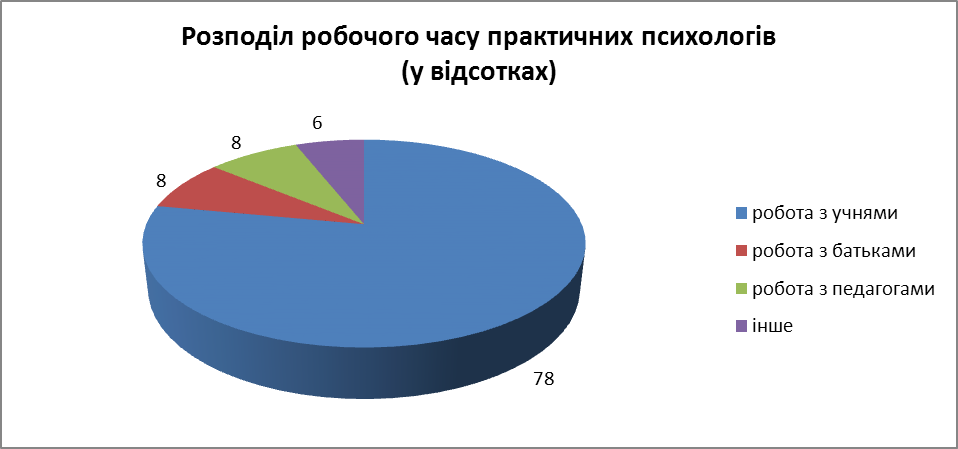 Розподіл робочого часу практичних психологів
(у відсотках)
6
8
8
78
робота з учнями
робота з батьками
робота з педагогами
інше